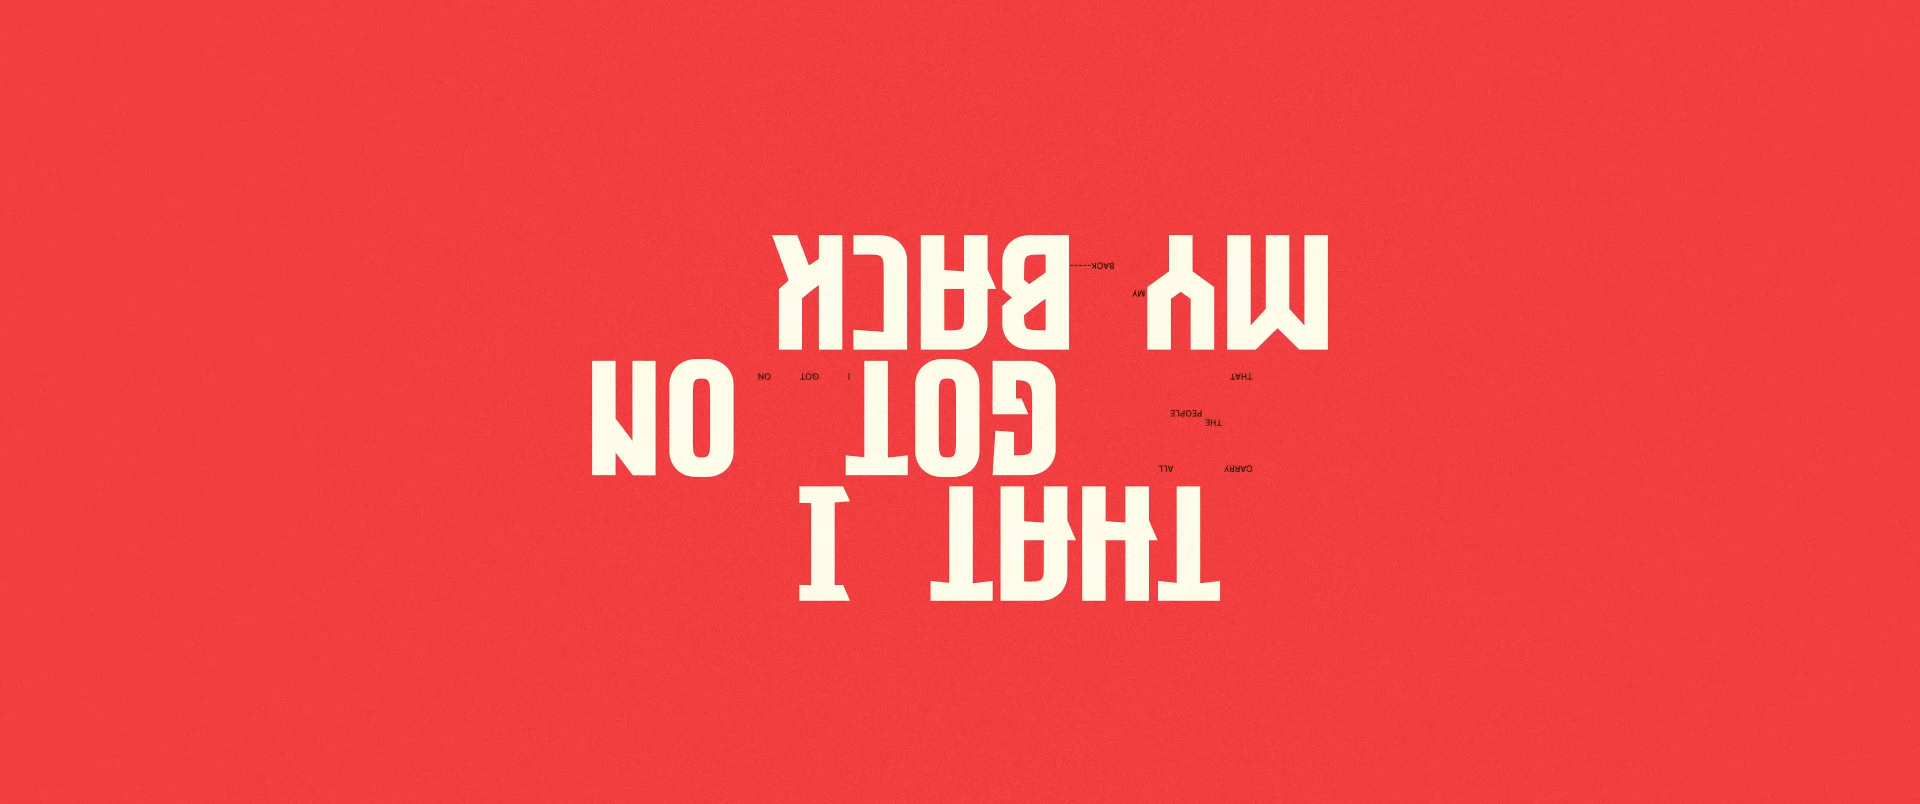 THAT I
GOT ON
MY BACK
CARRY ALL
THE
PEOPLE
THAT I GOT ON
MY
BACK-----